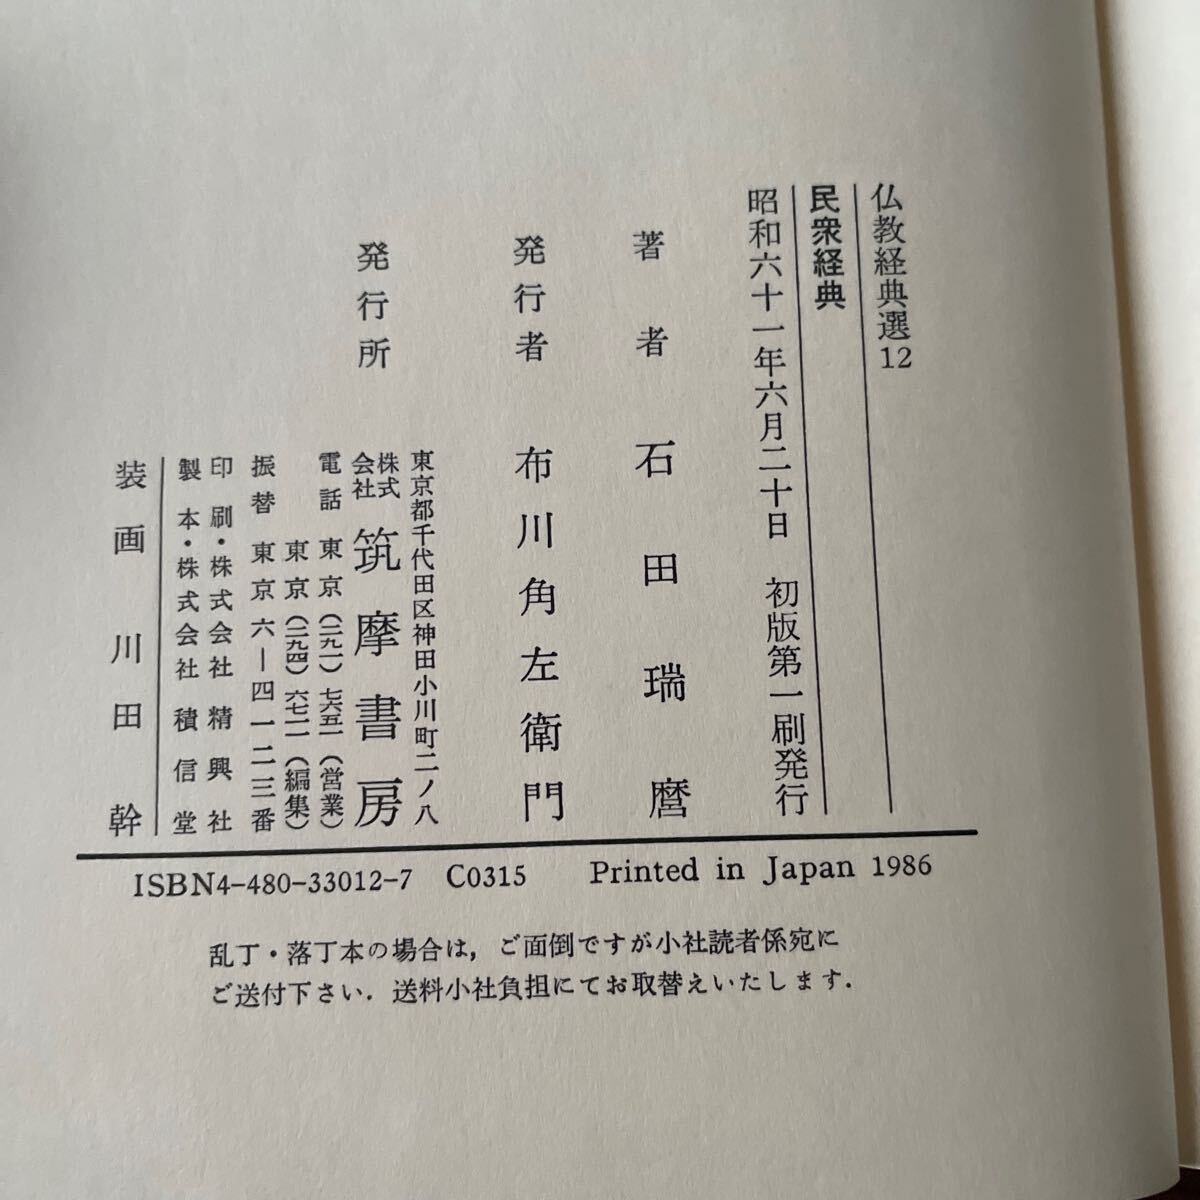 仏教経典選12
民衆経典
昭和六十一年六月二十日 初版第一刷発行
著者 石田瑞麿
発行者 布川角左衛門
発行所 株式会社 筑摩書房
東京都千代田区神田小川町二ノ八
電話 東京(二九一)七六五一(営業)
東京(二九四)六七一一(編集)
振替東京六—四一二三番
印刷・株式会社精興社
製本・株式会社積信堂
装画 川田幹
ISBN4-480-33012-7 C0315 Printed in Japan 1986
乱丁・落丁本の場合は，ご面倒ですが小社読者係宛に
ご送付下さい．送料小社負担にてお取替えいたします．